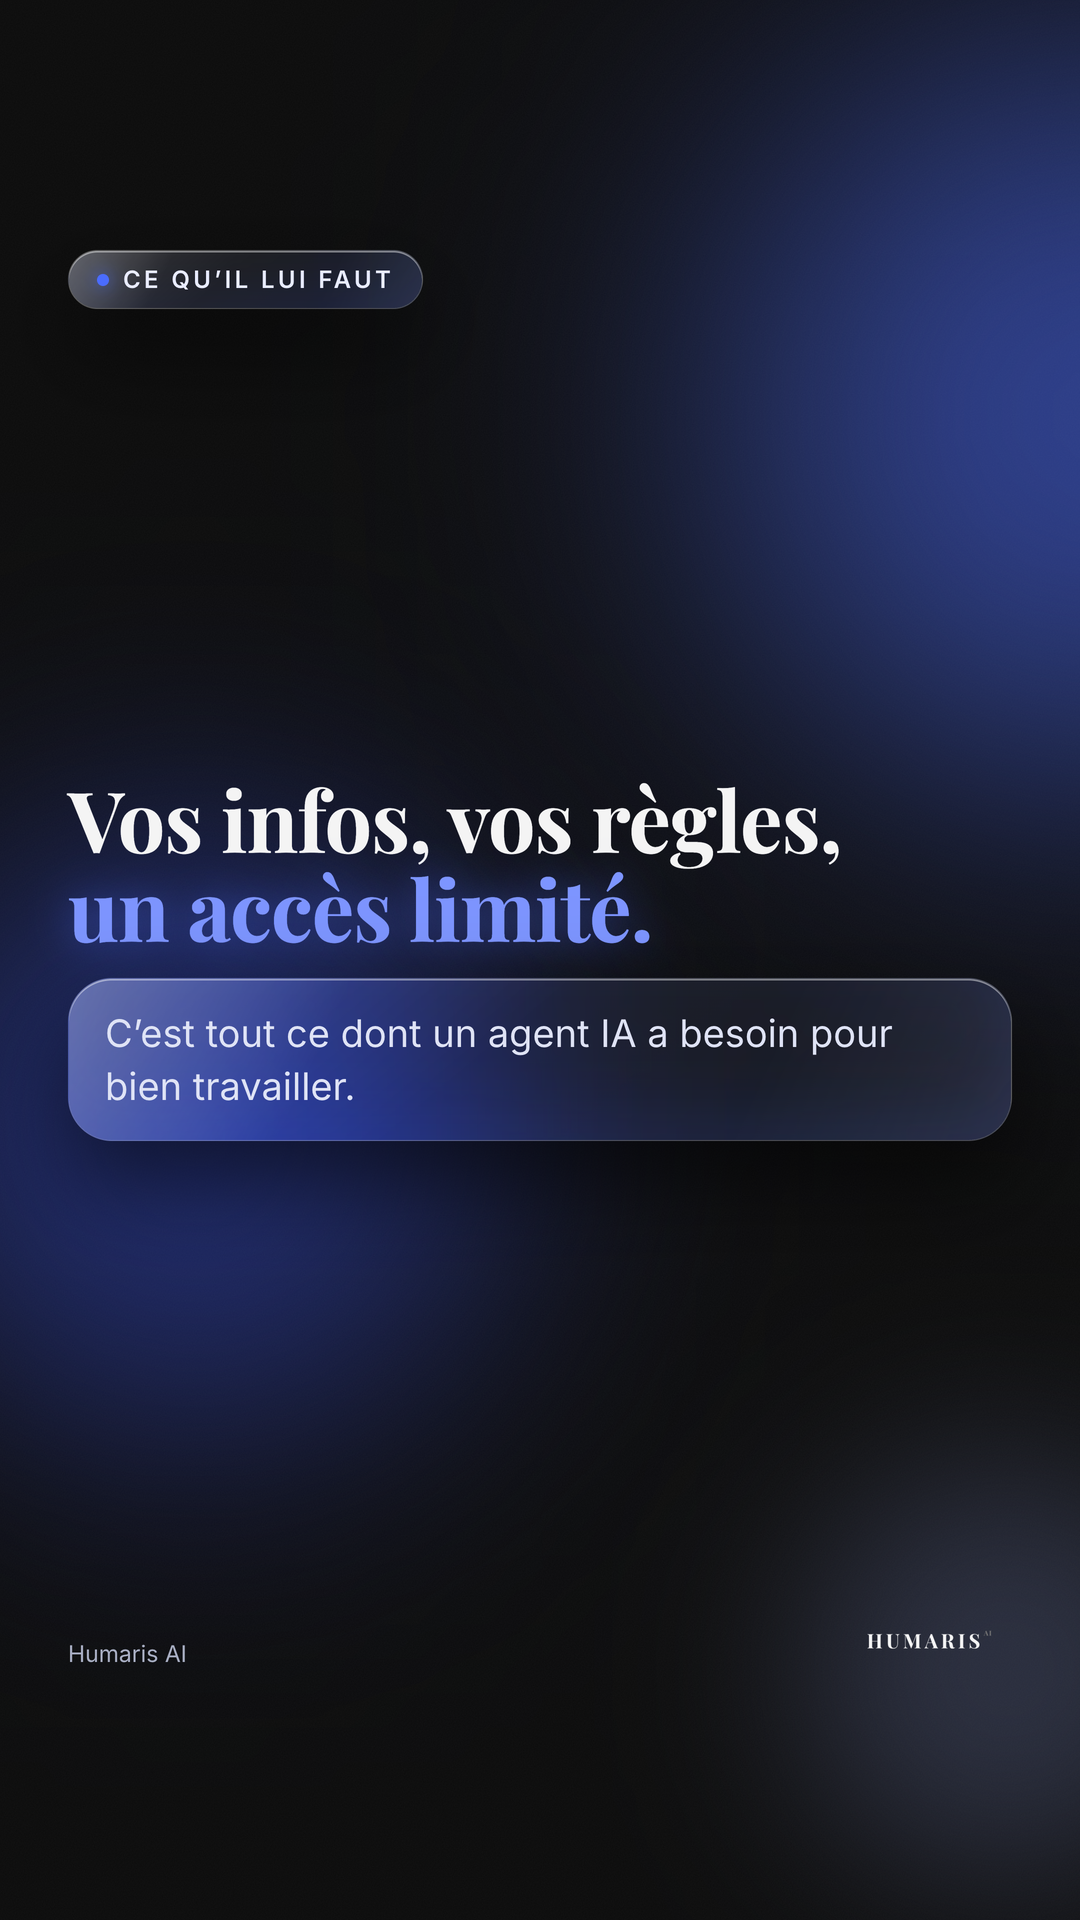 CE QU’IL LUI FAUT
Vos infos, vos règles,
un accès limité.
C’est tout ce dont un agent IA a besoin pour
bien travailler.
Humaris AI
HUMARIS AI